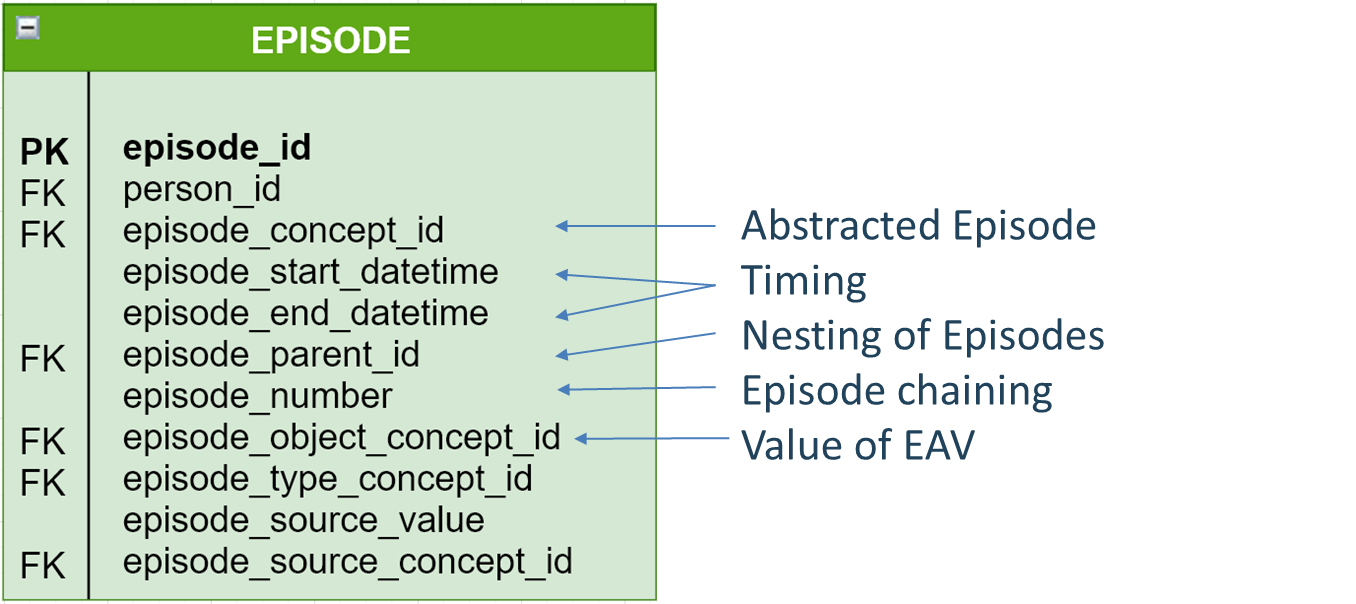 EPISODE
PK episode_id
FK person_id
FK episode_concept_id Abstracted Episode
episode_start_datetime Timing
episode_end_datetime
FK episode_parent_id Nesting of Episodes
episode_number Episode chaining
FK episode_object_concept_id Value of EAV
FK episode_type_concept_id
episode_source_value
FK episode_source_concept_id